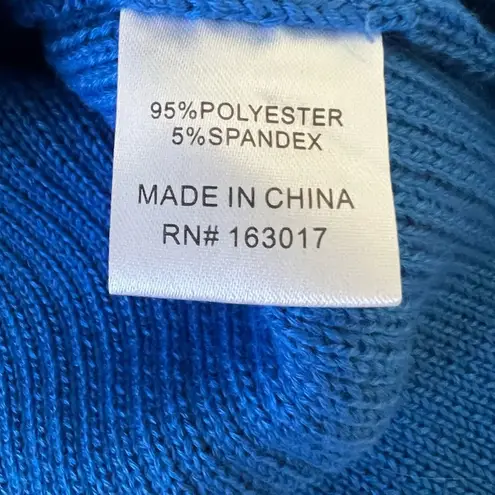 95%POLYESTER
5%SPANDEX
MADE IN CHINA
RN# 163017